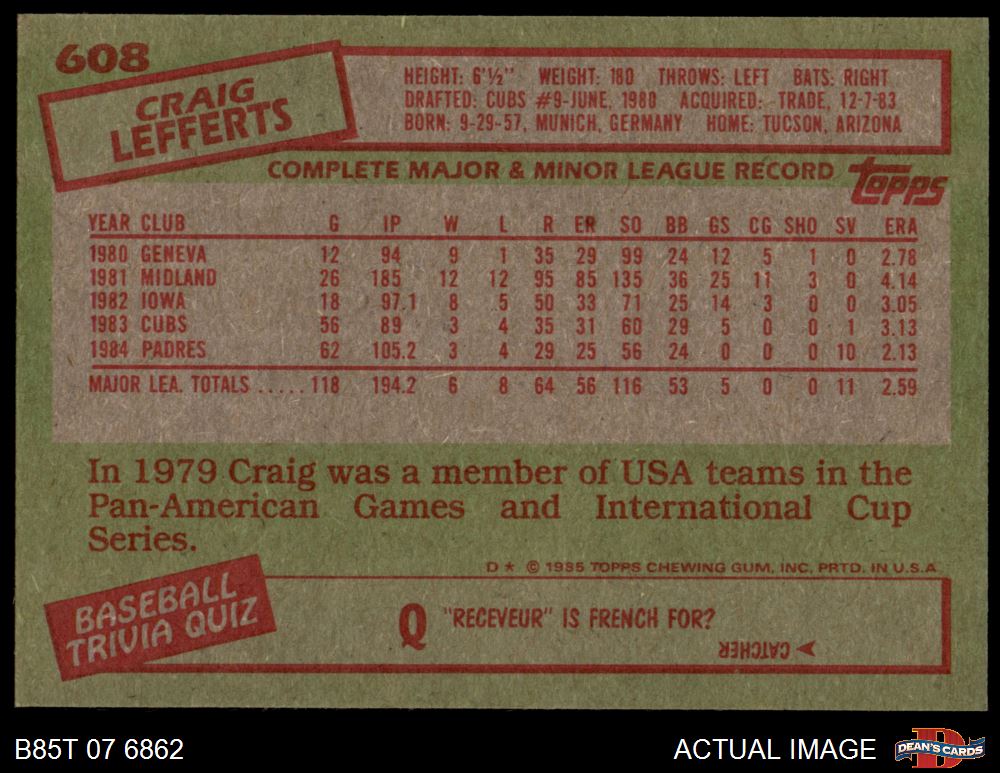 608
CRAIG
LEFFERTS
HEIGHT: 6'½" WEIGHT: 180 THROWS: LEFT BATS: RIGHT
DRAFTED: CUBS #9-JUNE, 1980 ACQUIRED: TRADE, 12-7-83
BORN: 9-29-57, MUNICH, GERMANY HOME: TUCSON, ARIZONA
COMPLETE MAJOR & MINOR LEAGUE RECORD topps
YEAR CLUB G IP W L R ER SO BB GS CG SHO SV ERA
1980 GENEVA 12 94 9 1 35 29 99 24 12 5 1 0 2.78
1981 MIDLAND 26 185 12 12 95 85 135 36 25 11 3 0 4.14
1982 IOWA 18 97.1 8 5 50 33 71 25 14 3 0 0 3.05
1983 CUBS 56 89 3 4 35 31 60 29 5 0 0 1 3.13
1984 PADRES 62 105.2 3 4 29 25 56 24 0 0 0 10 2.13
MAJOR LEA. TOTALS ..... 118 194.2 6 8 64 56 116 53 5 0 0 11 2.59
In 1979 Craig was a member of USA teams in the
Pan-American Games and International Cup
Series.
D * © 1985 TOPPS CHEWING GUM, INC. PRTD. IN U.S.A.
BASEBALL
TRIVIA QUIZ
Q "RECEVEUR" IS FRENCH FOR?
CATCHER
B85T 07 6862
ACTUAL IMAGE
D
DEAN'S CARDS